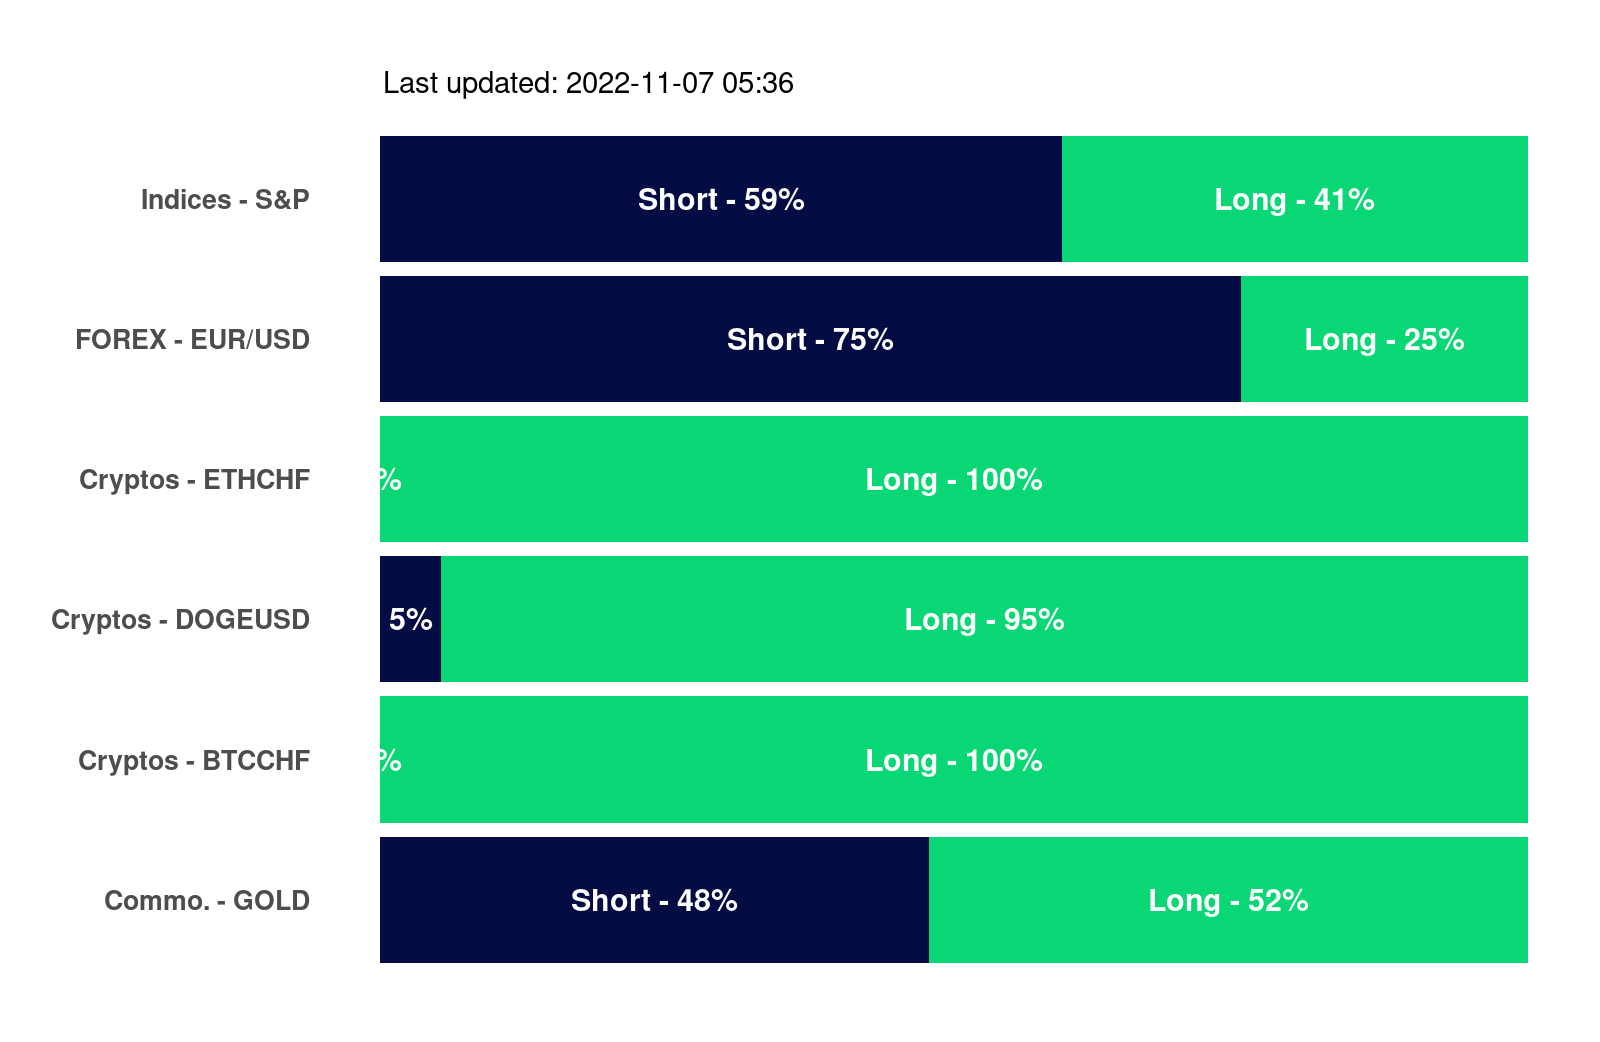 Last updated: 2022-11-07 05:36
Indices - S&P Short - 59% Long - 41%
FOREX - EUR/USD Short - 75% Long - 25%
Cryptos - ETHCHF % Long - 100%
Cryptos - DOGEUSD 5% Long - 95%
Cryptos - BTCCHF % Long - 100%
Commo. - GOLD Short - 48% Long - 52%